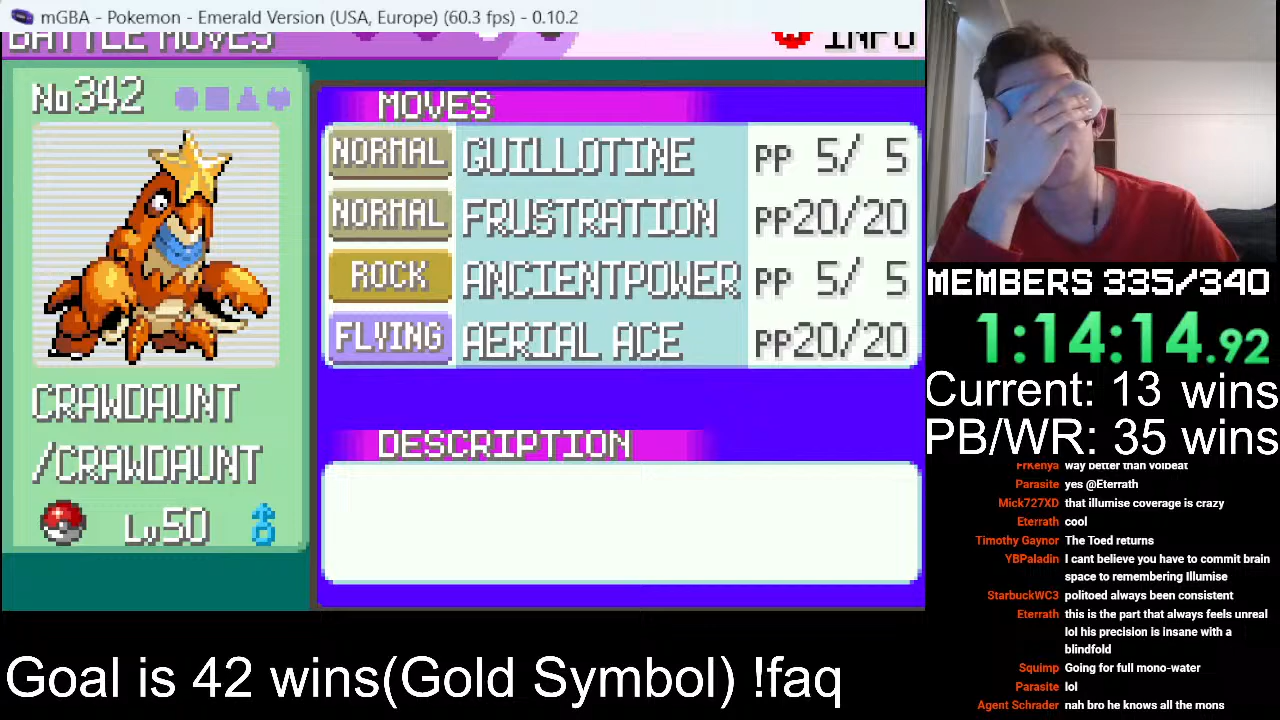 mGBA - Pokemon - Emerald Version (USA, Europe) (60.3 fps) - 0.10.2
BATTLE MOVES INFO
No342
MOVES
NORMAL GUILLOTINE PP 5/ 5
NORMAL FRUSTRATION PP20/20
ROCK ANCIENTPOWER PP 5/ 5
FLYING AERIAL ACE PP20/20
CRAWDAUNT
/CRAWDAUNT
Lv50 ♂
DESCRIPTION
MEMBERS 335/340
1:14:14.92
Current: 13 wins
PB/WR: 35 wins
FrKenya way better than volbeat
Parasite yes @Eterrath
Mick727XD that illumise coverage is crazy
Eterrath cool
Timothy Gaynor The Toed returns
YBPaladin I cant believe you have to commit brain
space to remembering Illumise
StarbuckWC3 politoed always been consistent
Eterrath this is the part that always feels unreal
lol his precision is insane with a
blindfold
Squimp Going for full mono-water
Parasite lol
Agent Schrader nah bro he knows all the mons
Goal is 42 wins(Gold Symbol) !faq